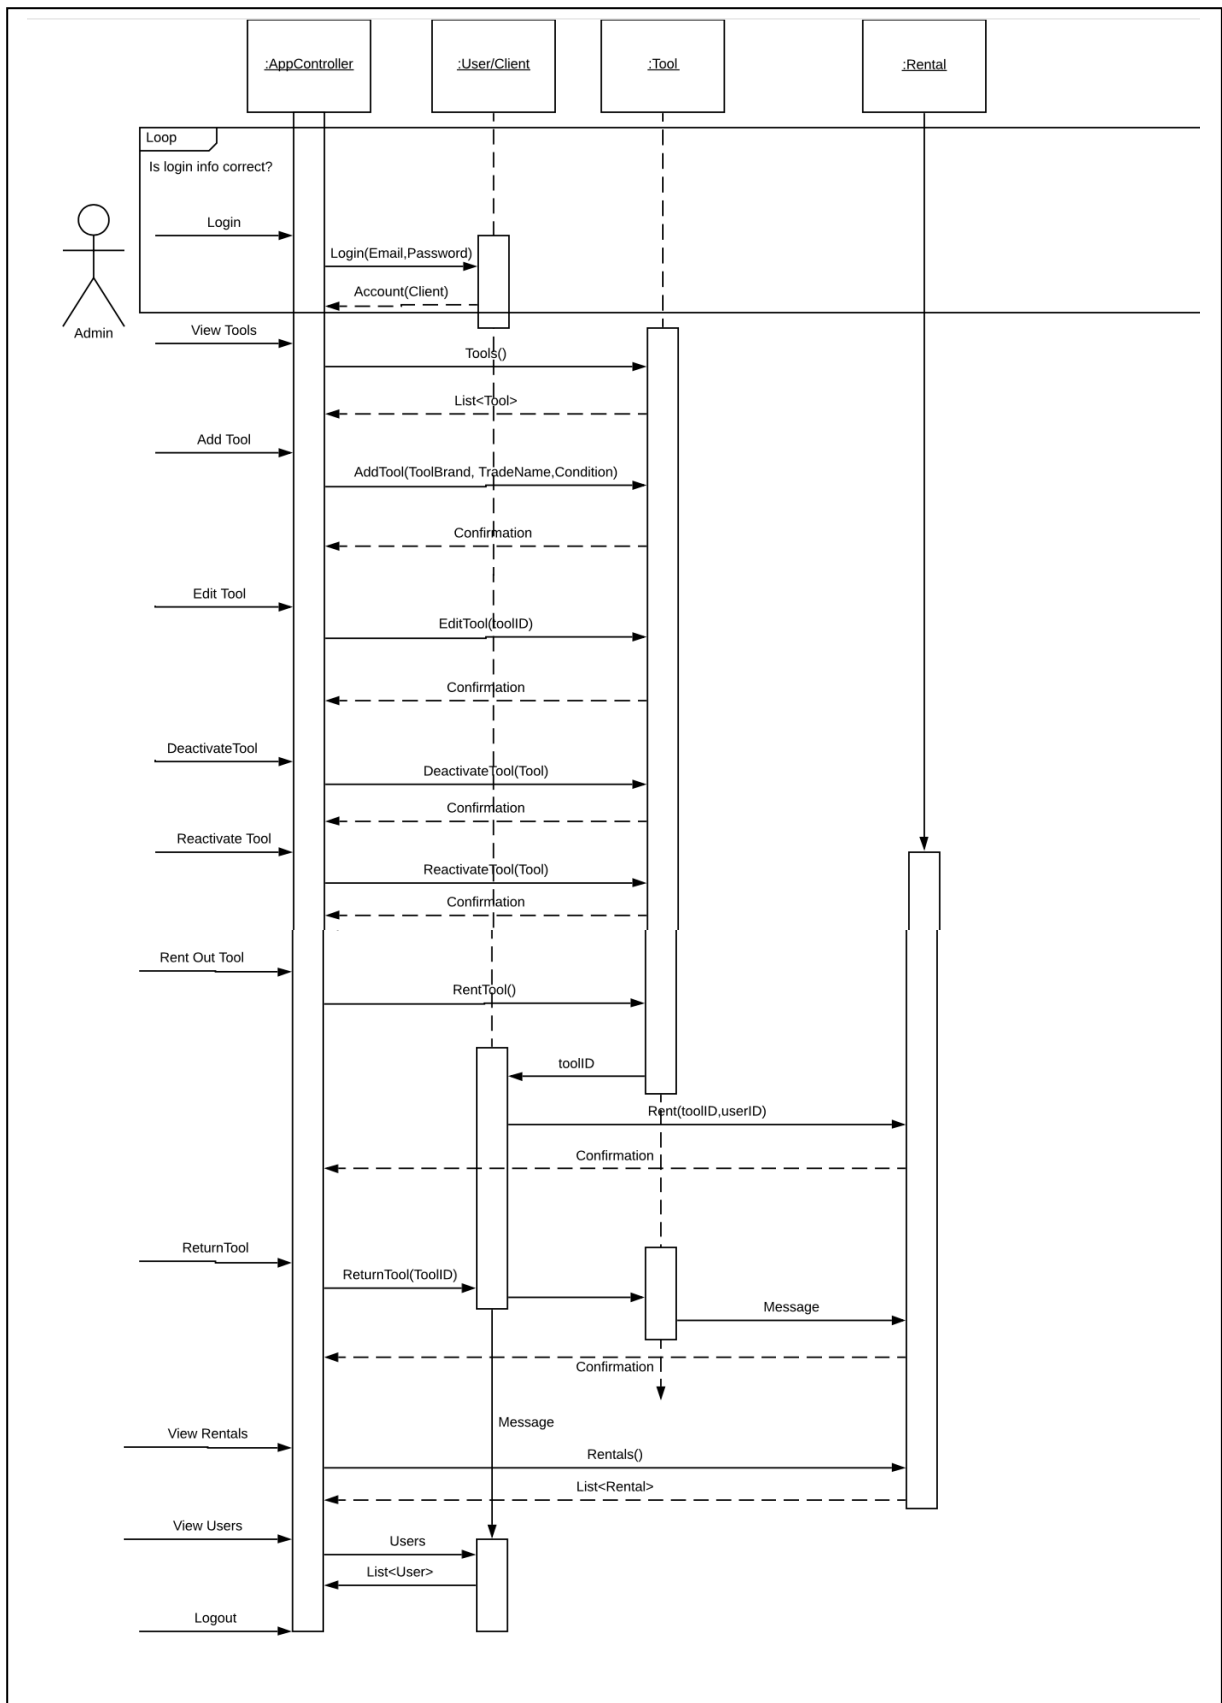 :AppController
:User/Client
:Tool
:Rental
Loop
Is login info correct?
Login
Login(Email,Password)
Account(Client)
Admin
View Tools
Tools()
List<Tool>
Add Tool
AddTool(ToolBrand, TradeName,Condition)
Confirmation
Edit Tool
EditTool(toolID)
Confirmation
DeactivateTool
DeactivateTool(Tool)
Confirmation
Reactivate Tool
ReactivateTool(Tool)
Confirmation
Rent Out Tool
RentTool()
toolID
Rent(toolID,userID)
Confirmation
ReturnTool
ReturnTool(ToolID)
Message
Confirmation
Message
View Rentals
Rentals()
List<Rental>
View Users
Users
List<User>
Logout